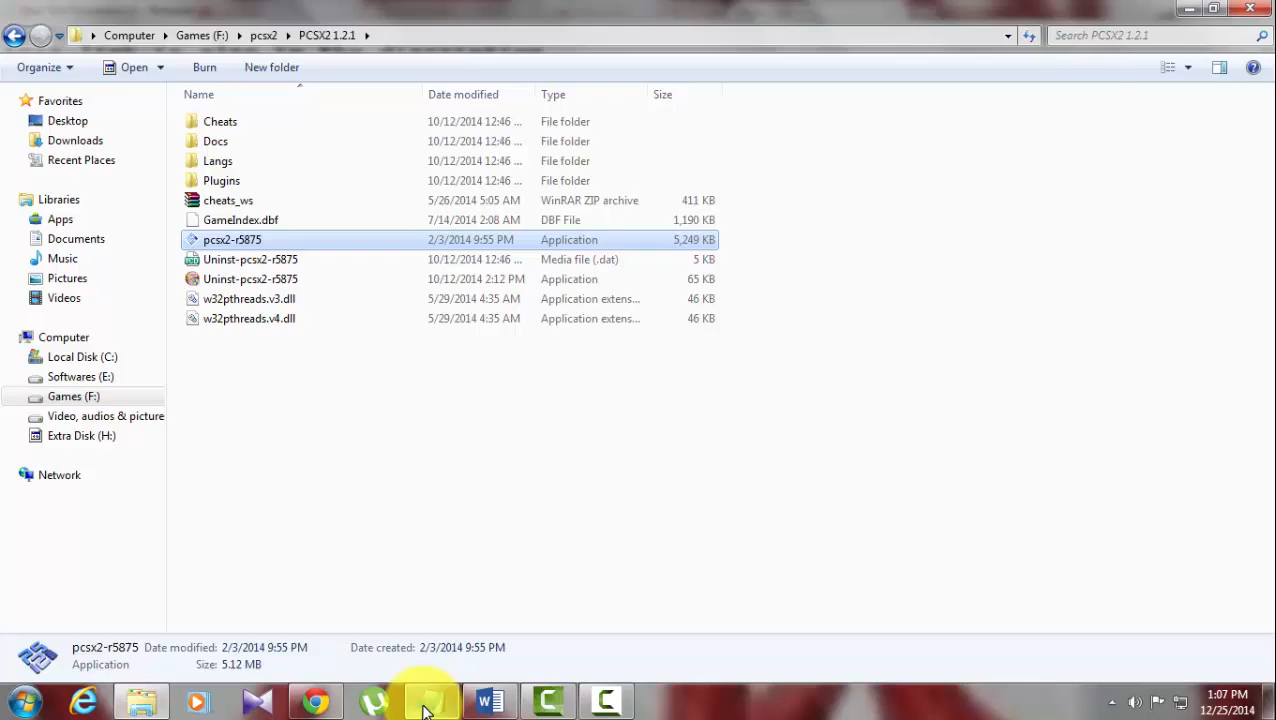 Computer Games (F:) pcsx2 PCSX2 1.2.1 Search PCSX2 1.2.1
Organize Open Burn New folder
Name Date modified Type Size
Favorites
Desktop
Downloads
Recent Places
Libraries
Apps
Documents
Music
Pictures
Videos
Computer
Local Disk (C:)
Softwares (E:)
Games (F:)
Video, audios & picture
Extra Disk (H:)
Network
Cheats 10/12/2014 12:46 ... File folder
Docs 10/12/2014 12:46 ... File folder
Langs 10/12/2014 12:46 ... File folder
Plugins 10/12/2014 12:46 ... File folder
cheats_ws 5/26/2014 5:05 AM WinRAR ZIP archive 411 KB
GameIndex.dbf 7/14/2014 2:08 AM DBF File 1,190 KB
pcsx2-r5875 2/3/2014 9:55 PM Application 5,249 KB
Uninst-pcsx2-r5875 10/12/2014 12:46 ... Media file (.dat) 5 KB
Uninst-pcsx2-r5875 10/12/2014 2:12 PM Application 65 KB
w32pthreads.v3.dll 5/29/2014 4:35 AM Application extens... 46 KB
w32pthreads.v4.dll 5/29/2014 4:35 AM Application extens... 46 KB
pcsx2-r5875 Date modified: 2/3/2014 9:55 PM Date created: 2/3/2014 9:55 PM
Application Size: 5.12 MB
1:07 PM
12/25/2014